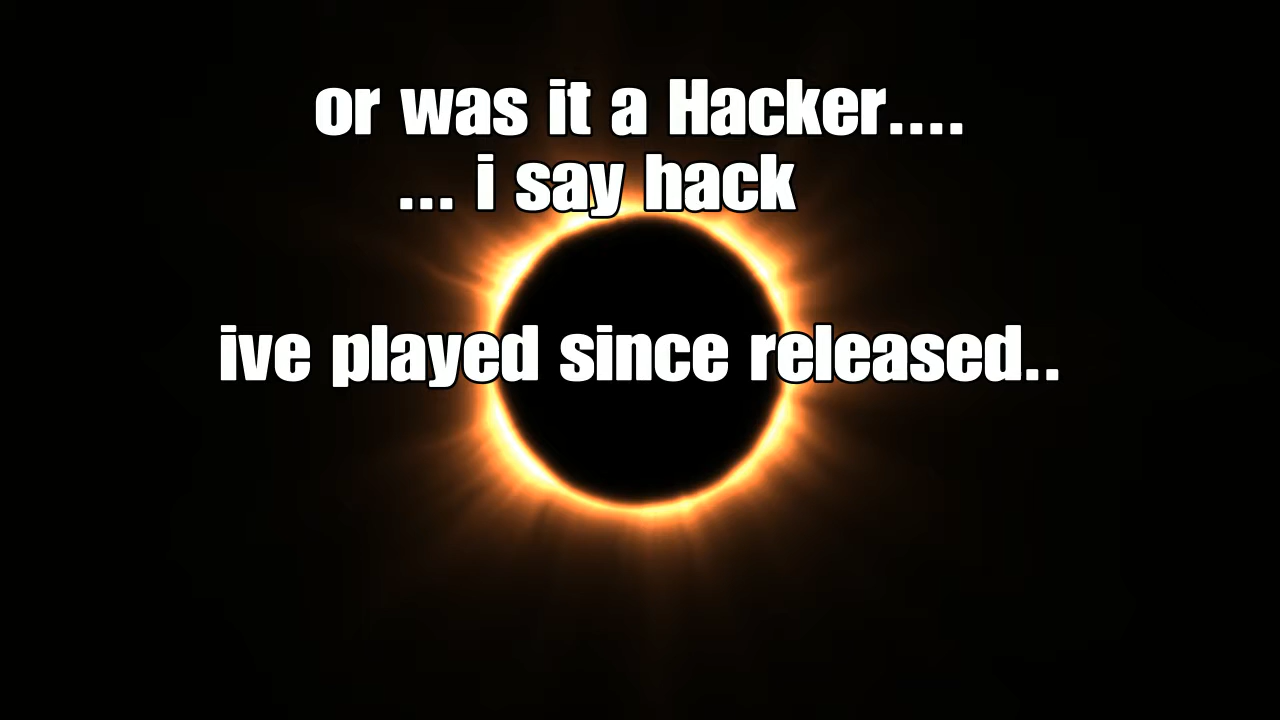 or was it a Hacker....
... i say hack
ive played since released..